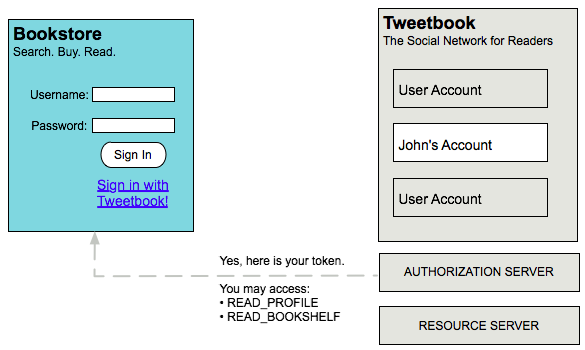 Bookstore
Search. Buy. Read.
Username:
Password:
Sign In
Sign in with
Tweetbook!
Tweetbook
The Social Network for Readers
User Account
John's Account
User Account
Yes, here is your token.
You may access:
• READ_PROFILE
• READ_BOOKSHELF
AUTHORIZATION SERVER
RESOURCE SERVER